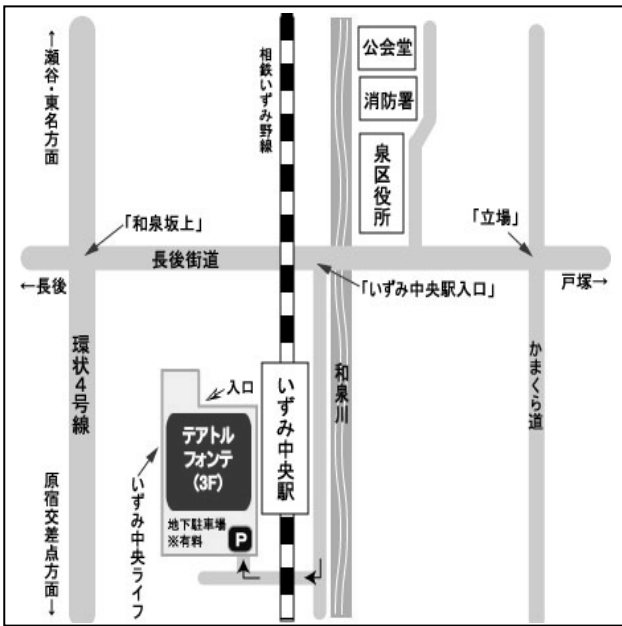 ↑瀬谷・東名方面
相鉄いずみ野線
公会堂
消防署
泉区役所
「和泉坂上」
「立場」
長後街道
←長後
「いずみ中央駅入口」
戸塚→
環状4号線
入口
いずみ中央駅
和泉川
かまくら道
テアトル
フォンテ
(3F)
地下駐車場
※有料
P
いずみ中央ライフ
原宿交差点方面↓